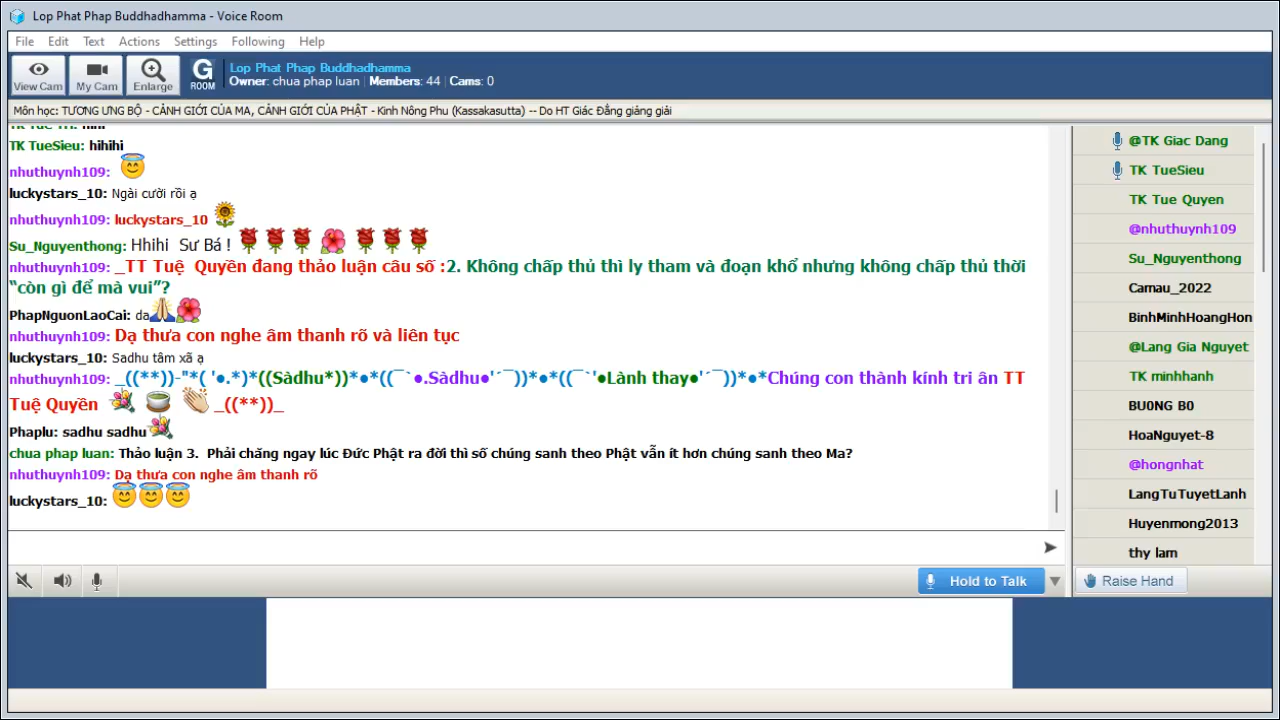 Lop Phat Phap Buddhadhamma - Voice Room
File Edit Text Actions Settings Following Help
View Cam My Cam Enlarge G ROOM
Lop Phat Phap Buddhadhamma
Owner: chua phap luan Members: 44 Cams: 0
Môn học: TƯƠNG ƯNG BỘ - CẢNH GIỚI CỦA MA, CẢNH GIỚI CỦA PHẬT - Kinh Nông Phu (Kassakasutta) -- Do HT Giác Đẳng giảng giải
TK Tue Tri: hihi
TK TueSieu: hihihi
nhuthuynh109: 😇
luckystars_10: Ngài cười rồi ạ
nhuthuynh109: luckystars_10 🌻
Su_Nguyenthong: Hhihi Sư Bá ! 🌹🌹🌹🌺🌹🌹🌹
nhuthuynh109: _TT Tuệ Quyền đang thảo luận câu số :2. Không chấp thủ thì ly tham và đoạn khổ nhưng không chấp thủ thời
“còn gì để mà vui”?
PhapNguonLaoCai: da🙏🌺
nhuthuynh109: Dạ thưa con nghe âm thanh rõ và liên tục
luckystars_10: Sadhu tâm xã ạ
nhuthuynh109: _((**))-"*( '●.*)*((Sàdhu*))*●*((¯`●.Sàdhu●'´¯))*●*((¯`'●Lành thay●'´¯))*●*Chúng con thành kính tri ân TT
Tuệ Quyền 💐 🍵 👏 _((**))_
Phaplu: sadhu sadhu💐
chua phap luan: Thảo luận 3. Phải chăng ngay lúc Đức Phật ra đời thì số chúng sanh theo Phật vẫn ít hơn chúng sanh theo Ma?
nhuthuynh109: Dạ thưa con nghe âm thanh rõ
luckystars_10: 😇😇😇
Hold to Talk
@TK Giac Dang
TK TueSieu
TK Tue Quyen
@nhuthuynh109
Su_Nguyenthong
Camau_2022
BinhMinhHoangHon
@Lang Gia Nguyet
TK minhhanh
BU0NG B0
HoaNguyet-8
@hongnhat
LangTuTuyetLanh
Huyenmong2013
thy lam
Raise Hand